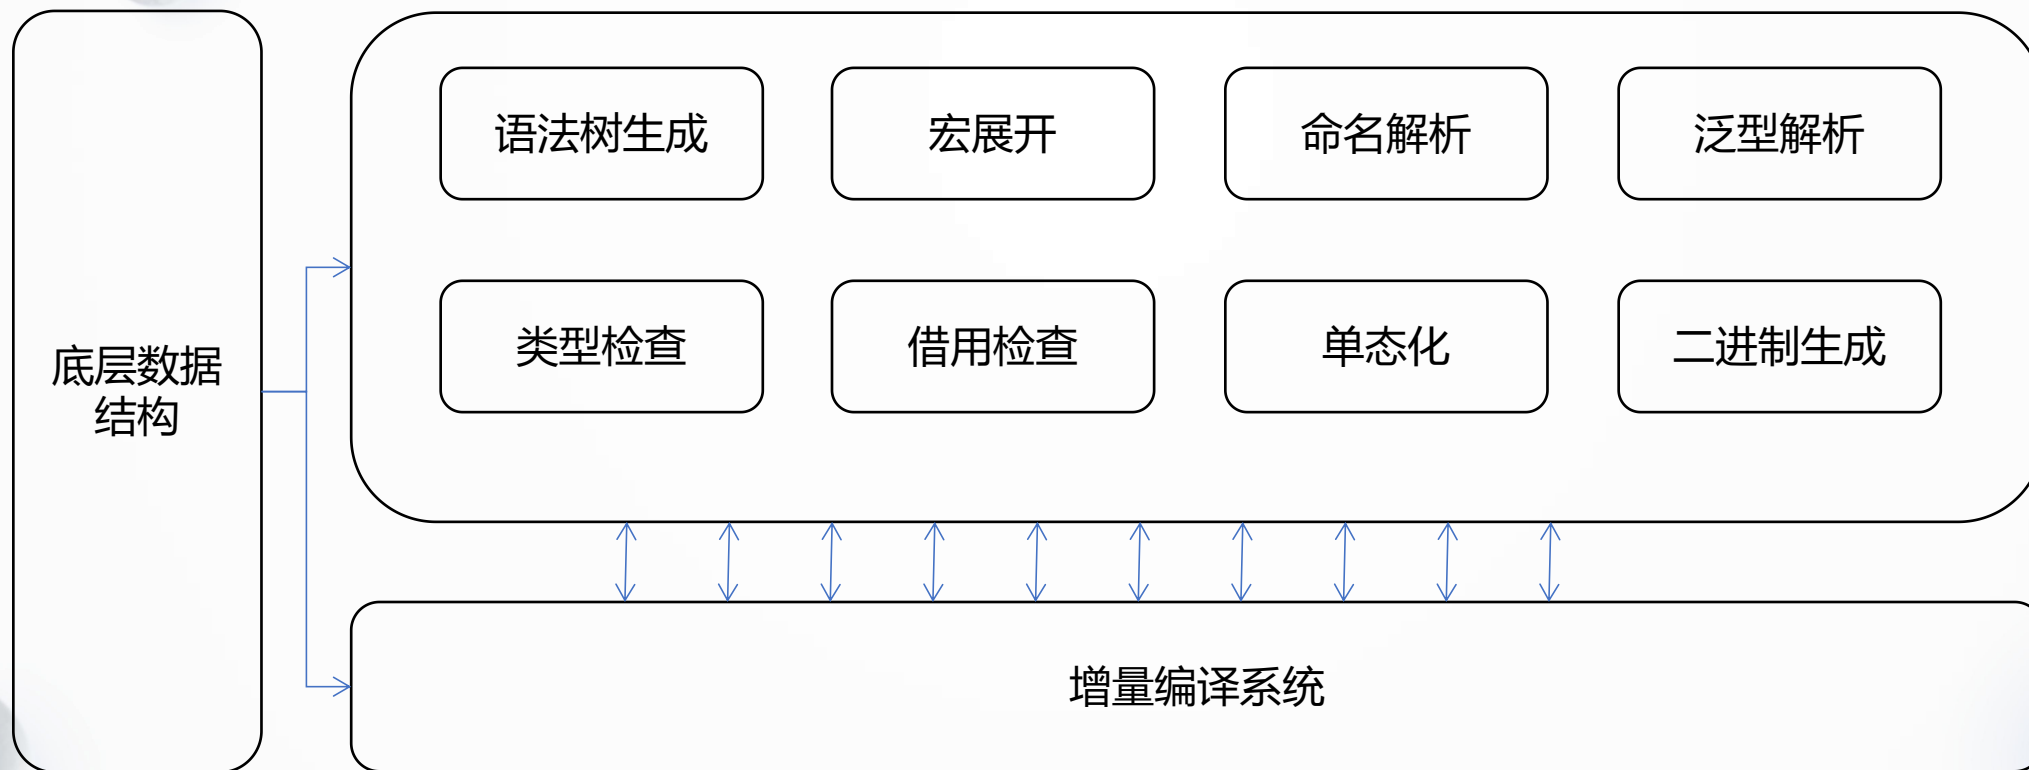 底层数据
结构
语法树生成
宏展开
命名解析
泛型解析
类型检查
借用检查
单态化
二进制生成
增量编译系统